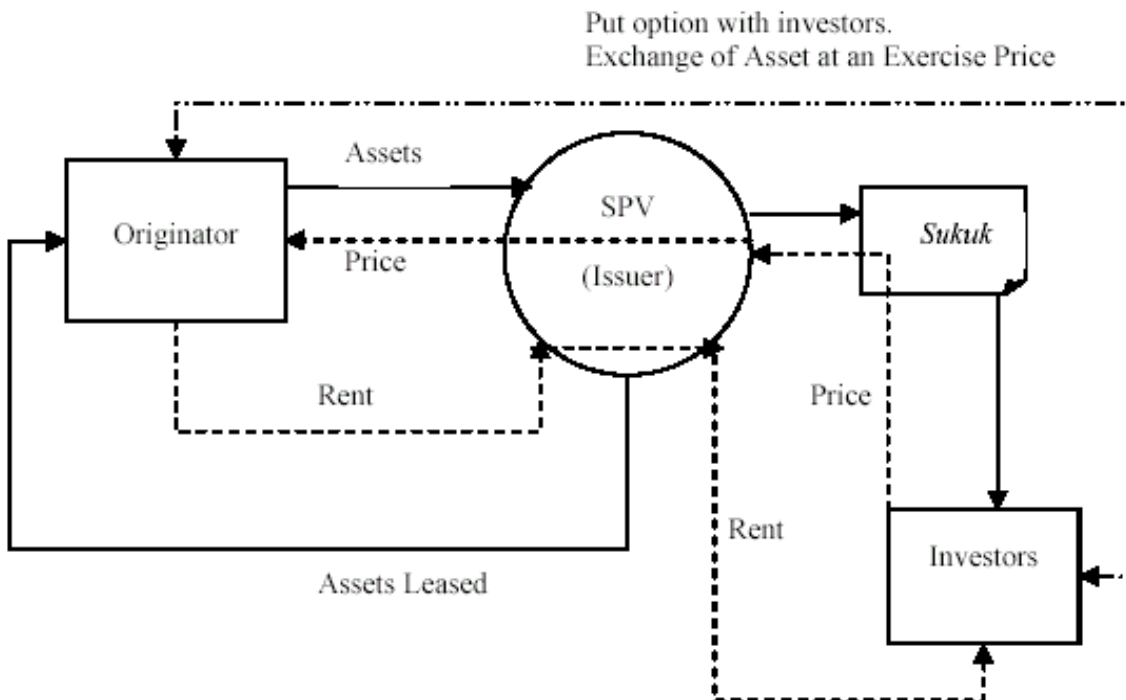 Put option with investors.
Exchange of Asset at an Exercise Price
Assets
Originator
SPV
Sukuk
Price
(Issuer)
Rent
Price
Rent
Investors
Assets Leased